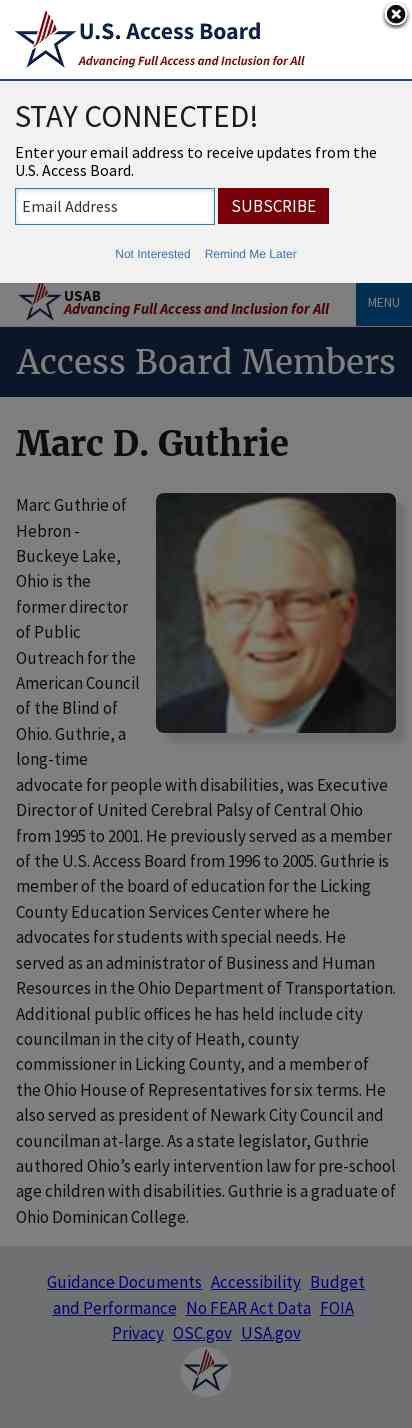 U.S. Access Board
Advancing Full Access and Inclusion for All
STAY CONNECTED!
Enter your email address to receive updates from the
U.S. Access Board.
Email Address
SUBSCRIBE
Not Interested Remind Me Later
USAB
Advancing Full Access and Inclusion for All
MENU
Access Board Members
Marc D. Guthrie
Marc Guthrie of
Hebron -
Buckeye Lake,
Ohio is the
former director
of Public
Outreach for the
American Council
of the Blind of
Ohio. Guthrie, a
long-time
advocate for people with disabilities, was Executive
Director of United Cerebral Palsy of Central Ohio
from 1995 to 2001. He previously served as a member
of the U.S. Access Board from 1996 to 2005. Guthrie is
member of the board of education for the Licking
County Education Services Center where he
advocates for students with special needs. He
served as an administrator of Business and Human
Resources in the Ohio Department of Transportation.
Additional public offices he has held include city
councilman in the city of Heath, county
commissioner in Licking County, and a member of
the Ohio House of Representatives for six terms. He
also served as president of Newark City Council and
councilman at-large. As a state legislator, Guthrie
authored Ohio’s early intervention law for pre-school
age children with disabilities. Guthrie is a graduate of
Ohio Dominican College.
Guidance Documents Accessibility Budget
and Performance No FEAR Act Data FOIA
Privacy OSC.gov USA.gov